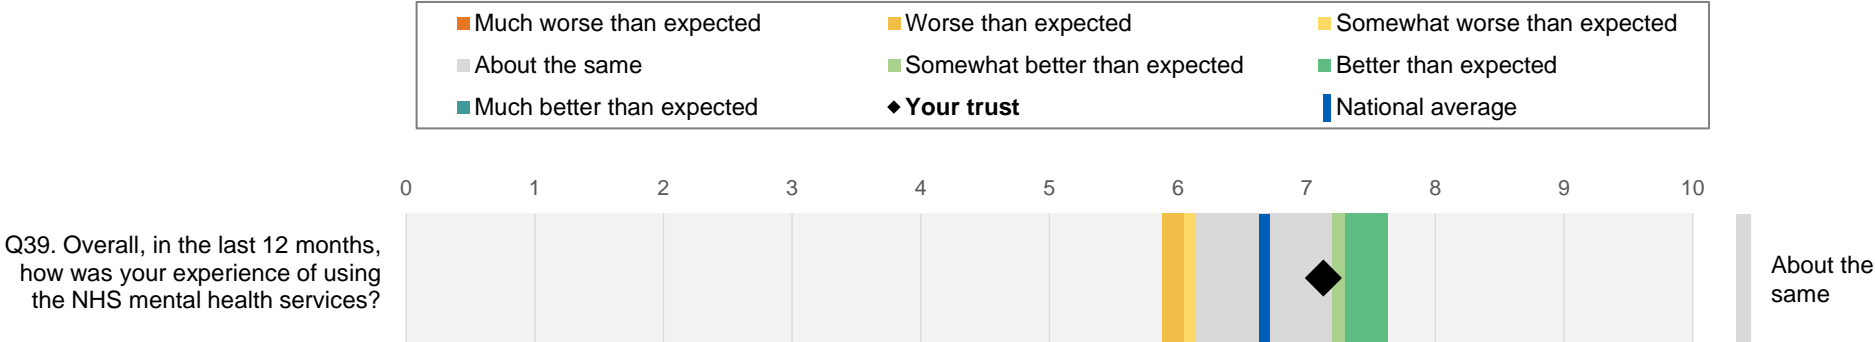 Much worse than expected
Worse than expected
Somewhat worse than expected
About the same
Somewhat better than expected
Better than expected
Much better than expected
Your trust
National average
0 1 2 3 4 5 6 7 8 9 10
Q39. Overall, in the last 12 months,
how was your experience of using
the NHS mental health services?
About the
same